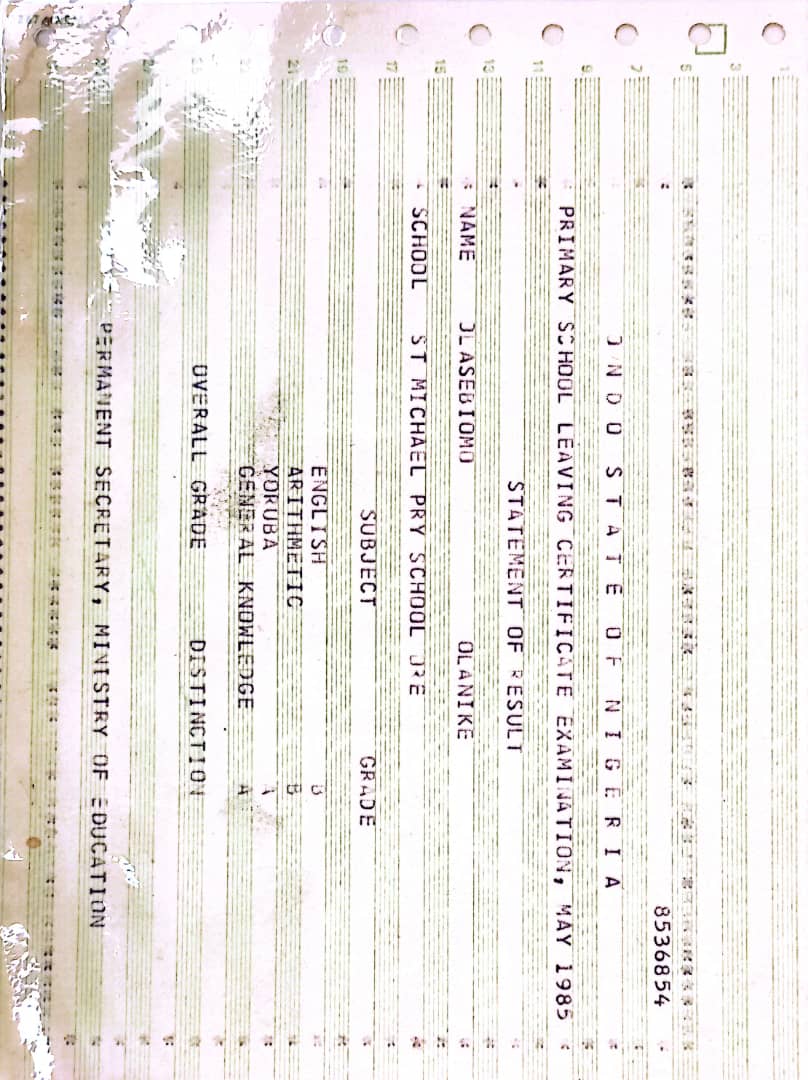 8536854
ONDO STATE OF NIGERIA
PRIMARY SCHOOL LEAVING CERTIFICATE EXAMINATION, MAY 1985
STATEMENT OF RESULT
NAME OLASEBIOMO OLANIKE
SCHOOL ST MICHAEL PRY SCHOOL ORE
SUBJECT GRADE
ENGLISH B
ARITHMETIC B
YORUBA A
GENERAL KNOWLEDGE A
OVERALL GRADE DISTINCTION
PERMANENT SECRETARY, MINISTRY OF EDUCATION
1
3
5
7
9
11
13
15
17
19
21